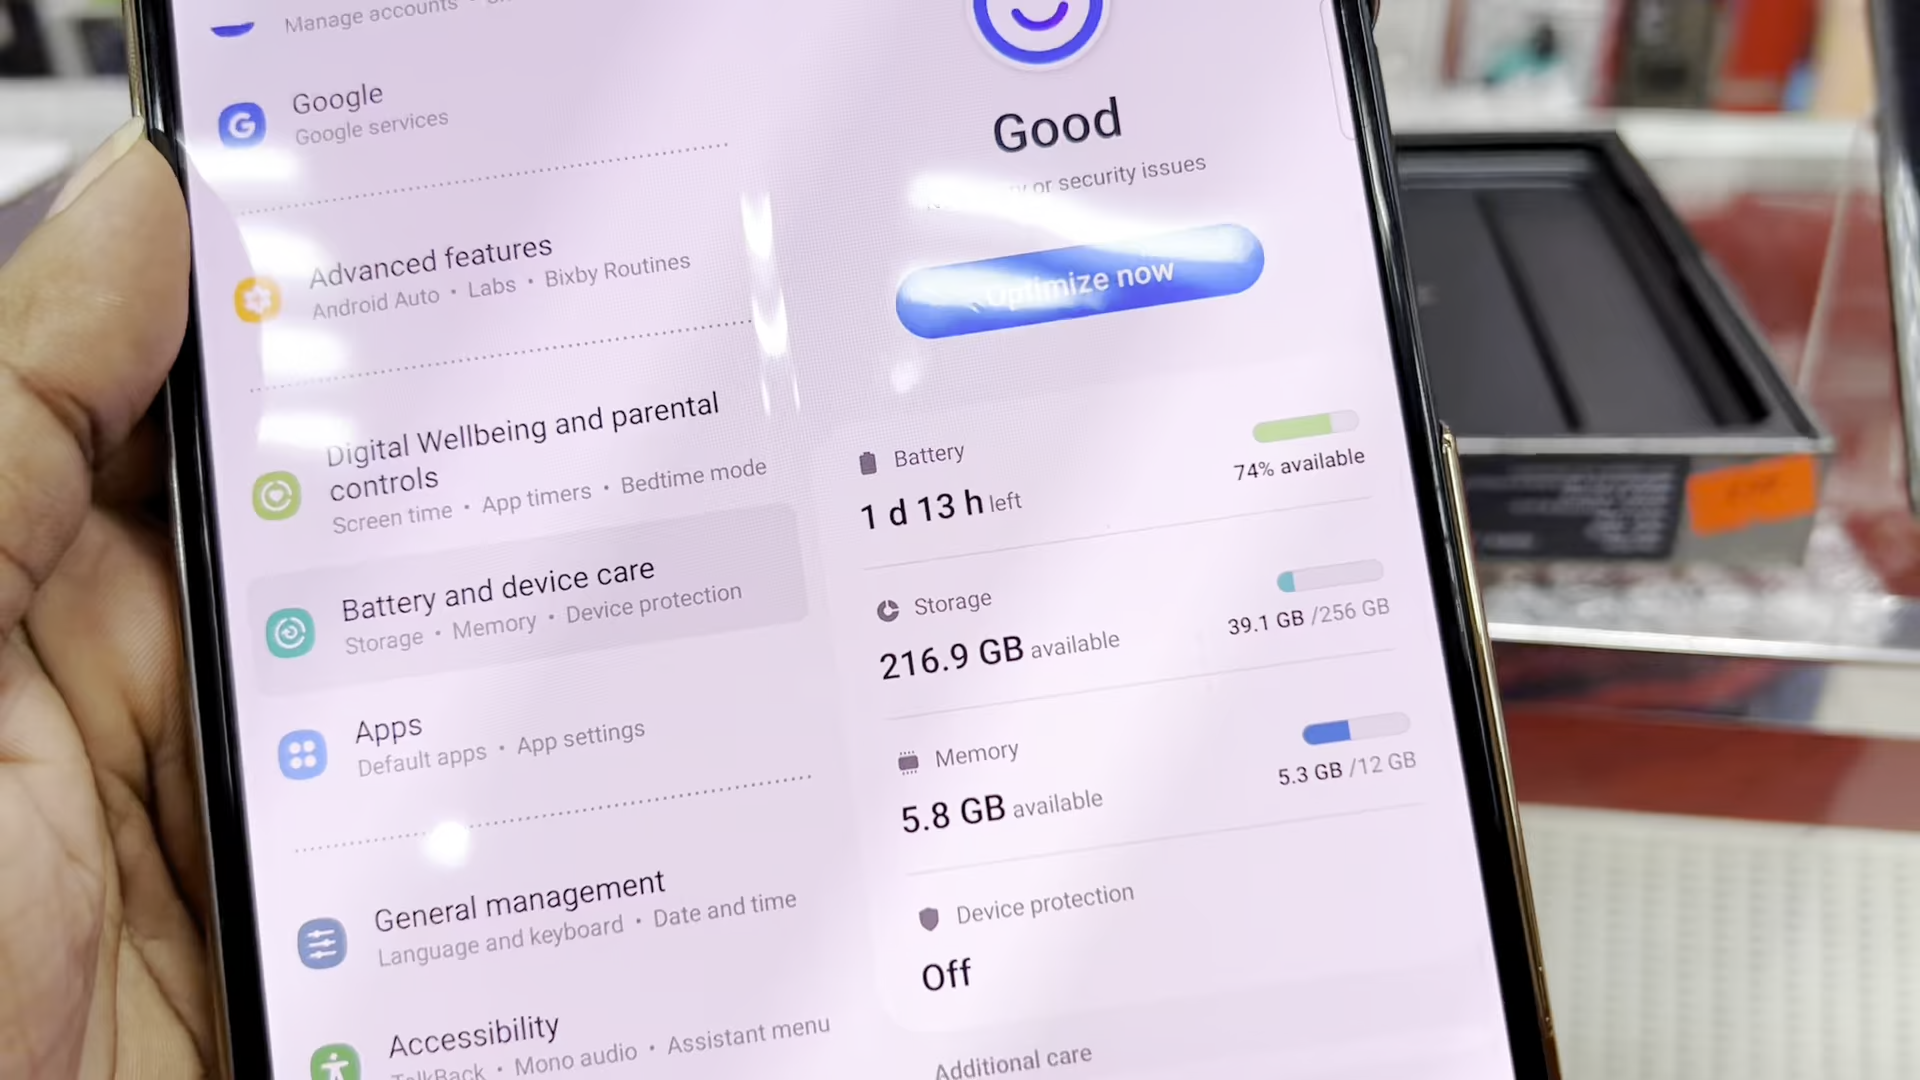 Manage accounts
Google
Google services
Advanced features
Android Auto • Labs • Bixby Routines
Digital Wellbeing and parental
controls
Screen time • App timers • Bedtime mode
Battery and device care
Storage • Memory • Device protection
Apps
Default apps • App settings
General management
Language and keyboard • Date and time
Accessibility
TalkBack • Mono audio • Assistant menu
Good
or security issues
Optimize now
Battery
1 d 13 h left
74% available
Storage
216.9 GB available
39.1 GB /256 GB
Memory
5.8 GB available
5.3 GB /12 GB
Device protection
Off
Additional care